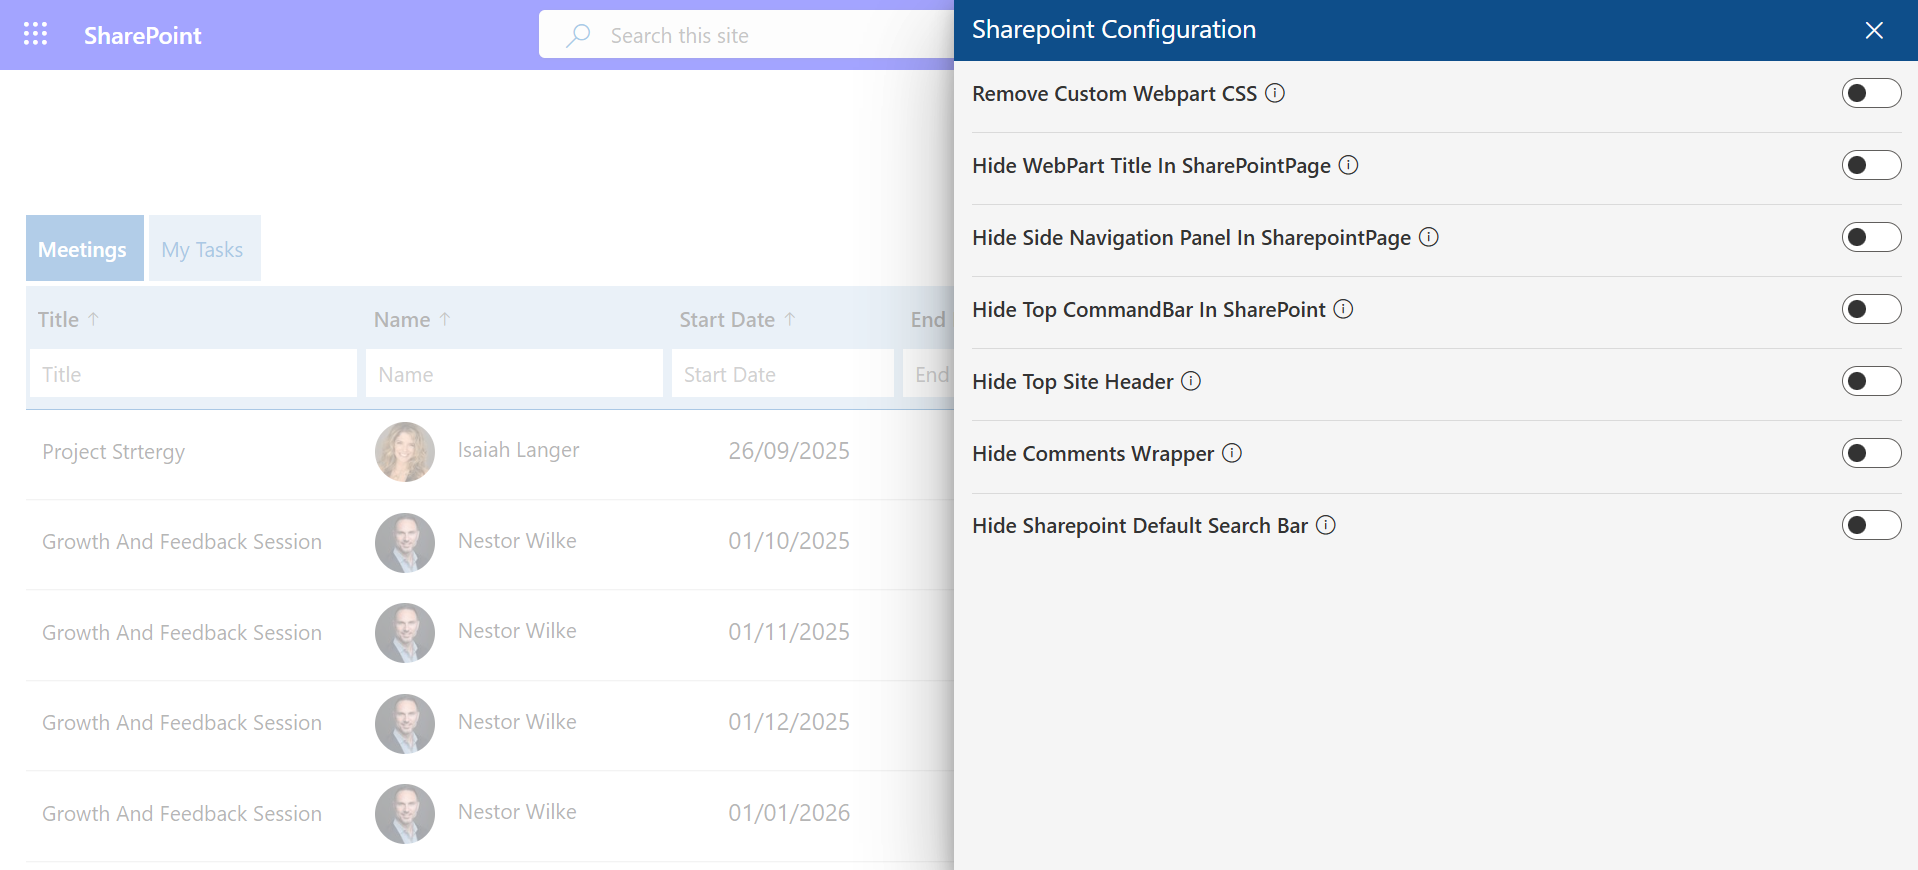 SharePoint
Search this site
Meetings
My Tasks
Title ↑
Name ↑
Start Date ↑
End
Title
Name
Start Date
End
Project Strtergy
Isaiah Langer
26/09/2025
Growth And Feedback Session
Nestor Wilke
01/10/2025
Growth And Feedback Session
Nestor Wilke
01/11/2025
Growth And Feedback Session
Nestor Wilke
01/12/2025
Growth And Feedback Session
Nestor Wilke
01/01/2026
Sharepoint Configuration
Remove Custom Webpart CSS
Hide WebPart Title In SharePointPage
Hide Side Navigation Panel In SharepointPage
Hide Top CommandBar In SharePoint
Hide Top Site Header
Hide Comments Wrapper
Hide Sharepoint Default Search Bar